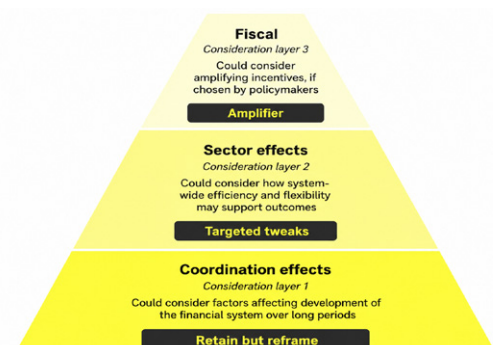 Fiscal
Consideration layer 3
Could consider
amplifying incentives, if
chosen by policymakers
Amplifier
Sector effects
Consideration layer 2
Could consider how system-
wide efficiency and flexibility
may support outcomes
Targeted tweaks
Coordination effects
Consideration layer 1
Could consider factors affecting development of
the financial system over long periods
Retain but reframe